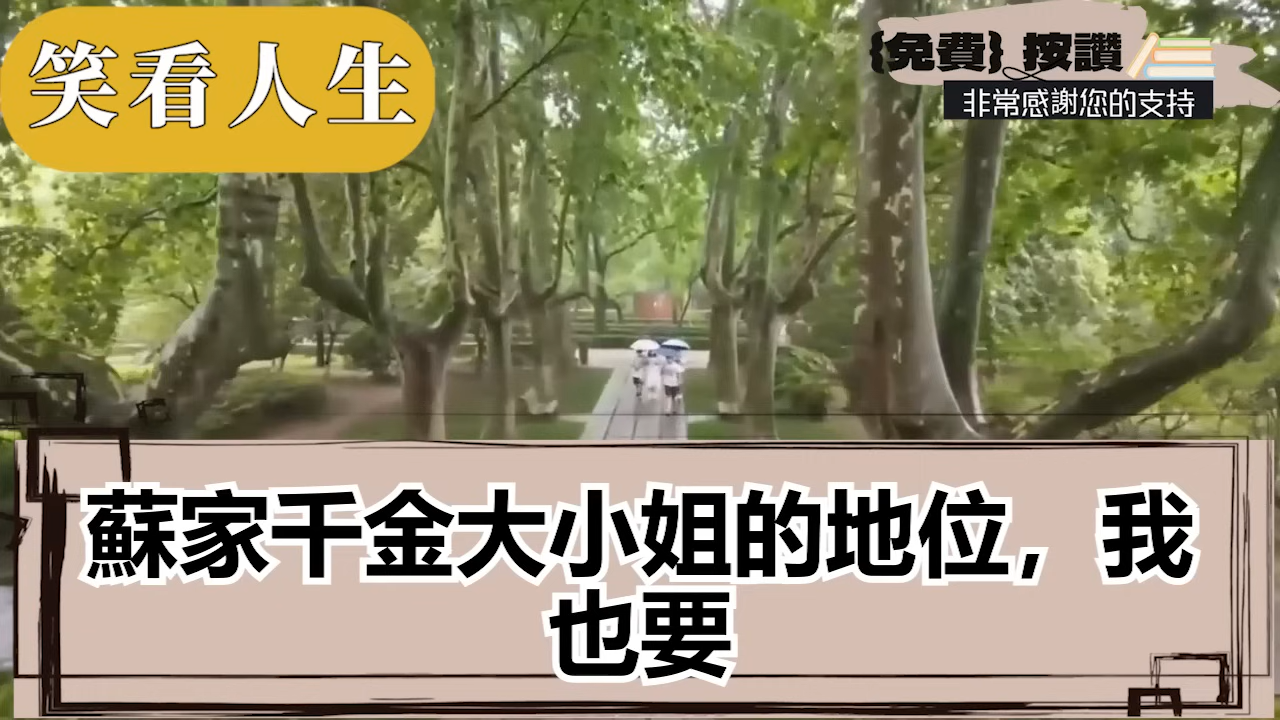 笑看人生
{免費} 按讚
非常感謝您的支持
蘇家千金大小姐的地位，我
也要